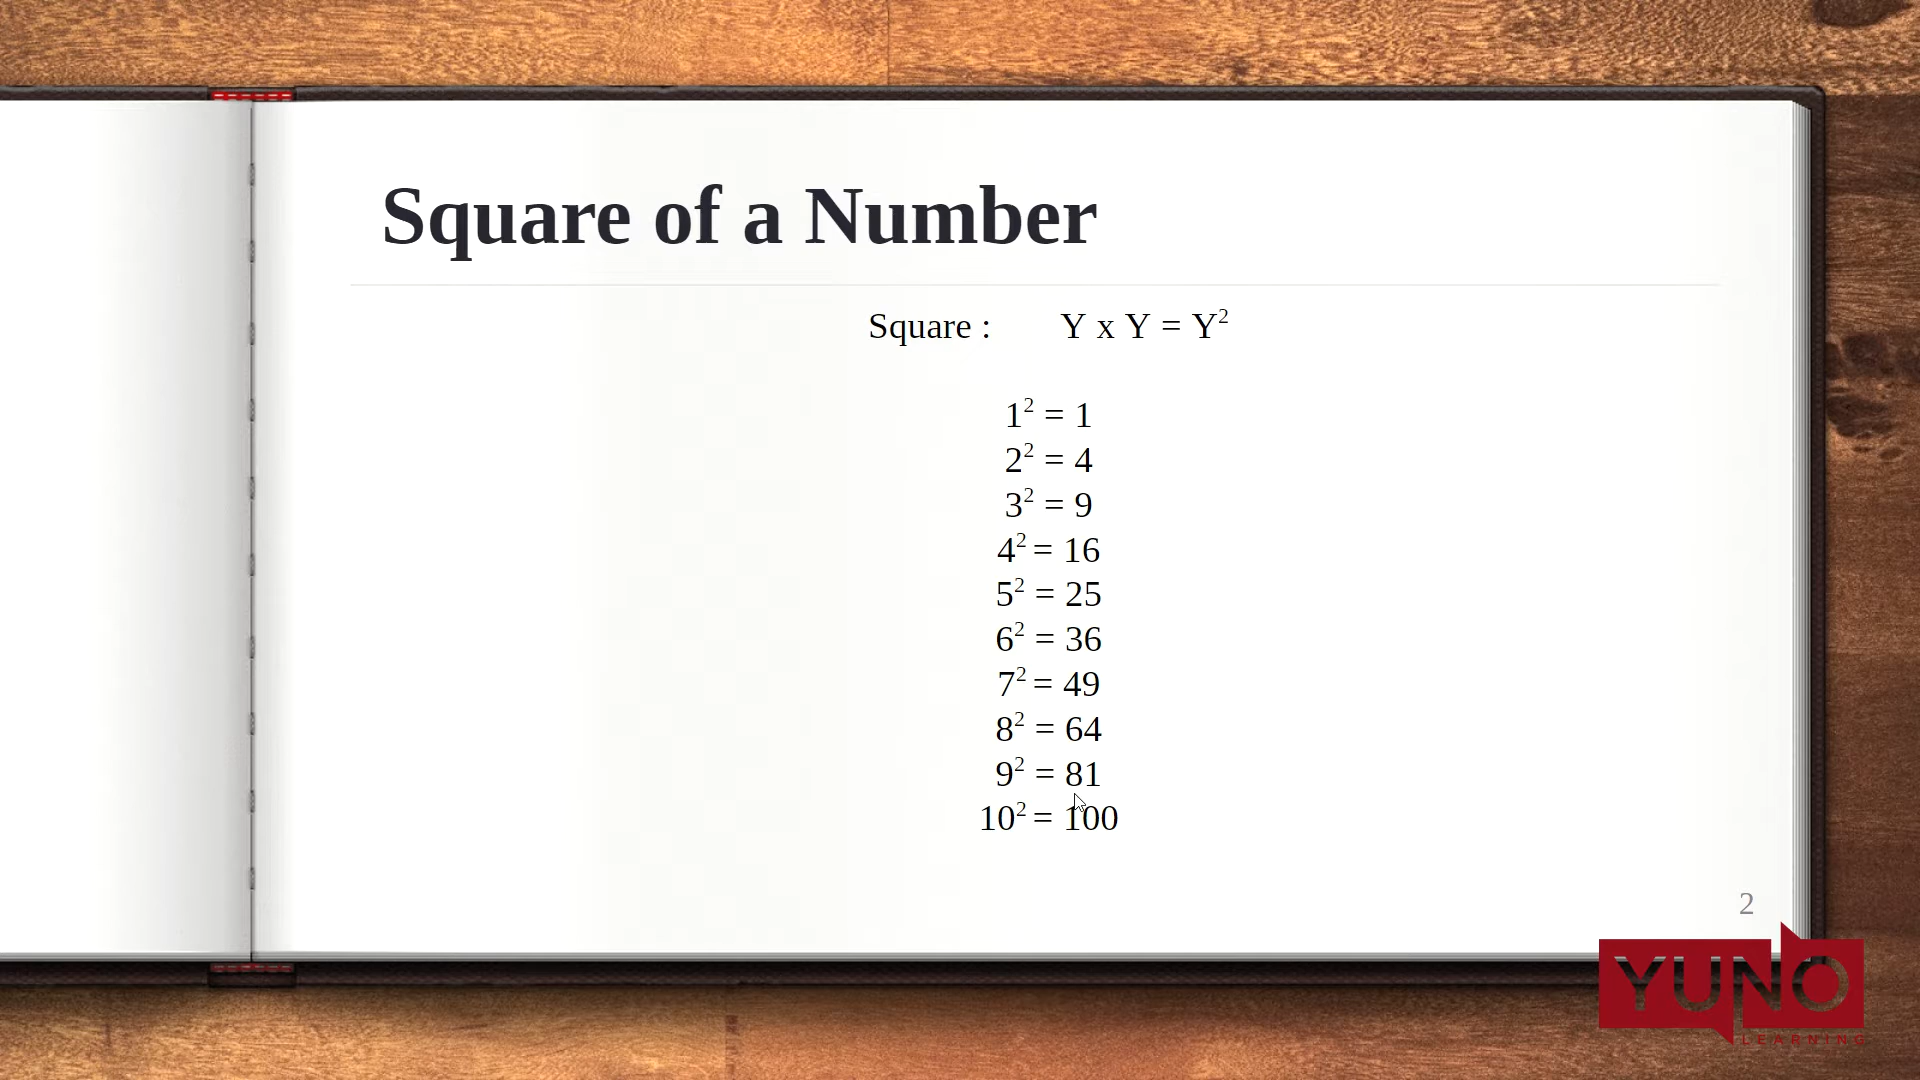 Square of a Number
Square : Y x Y = Y²
1² = 1
2² = 4
3² = 9
4² = 16
5² = 25
6² = 36
7² = 49
8² = 64
9² = 81
10² = 100
2
YUNO
LEARNING